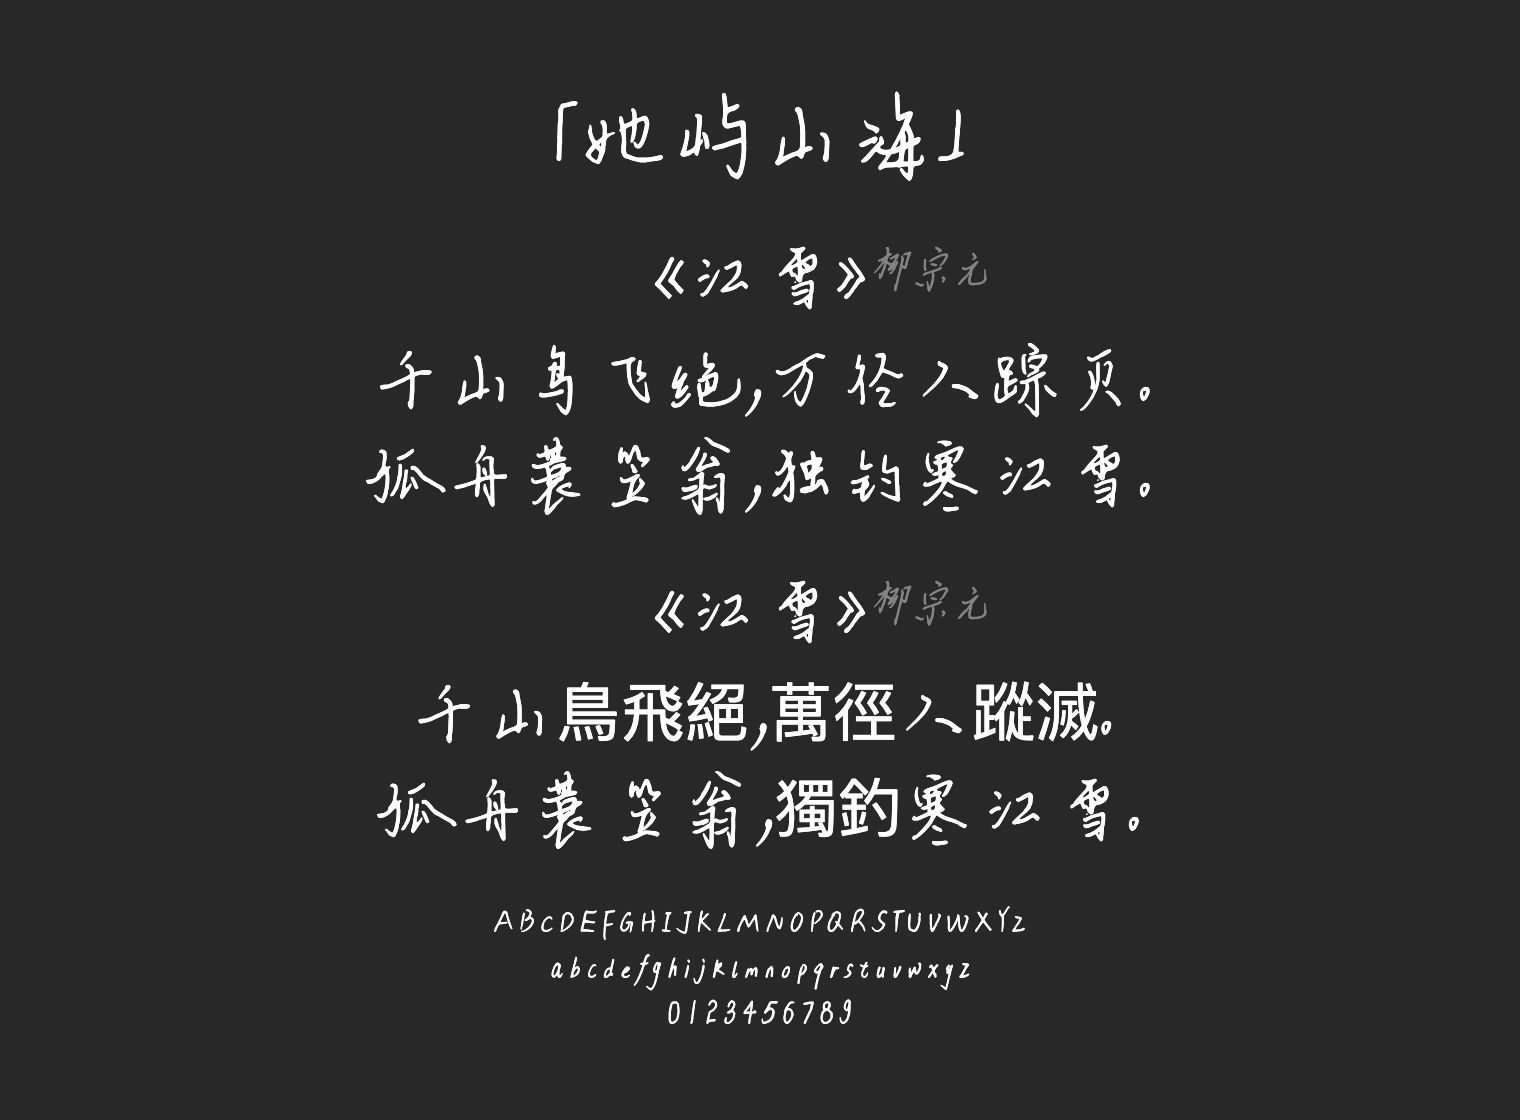 「她屿山海」
《江雪》柳宗元
千山鸟飞绝,万径人踪灭。
孤舟蓑笠翁,独钓寒江雪。
《江雪》柳宗元
千山鳥飛絕,萬徑人蹤滅。
孤舟蓑笠翁,獨釣寒江雪。
ABCDEFGHIJKLMNOPQRSTUVWXYZ
abcdefghijklmnopqrstuvwxyz
0123456789